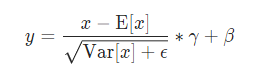 y = \frac{x - \mathrm{E}[x]}{\sqrt{\mathrm{Var}[x] + \epsilon}} * \gamma + \beta